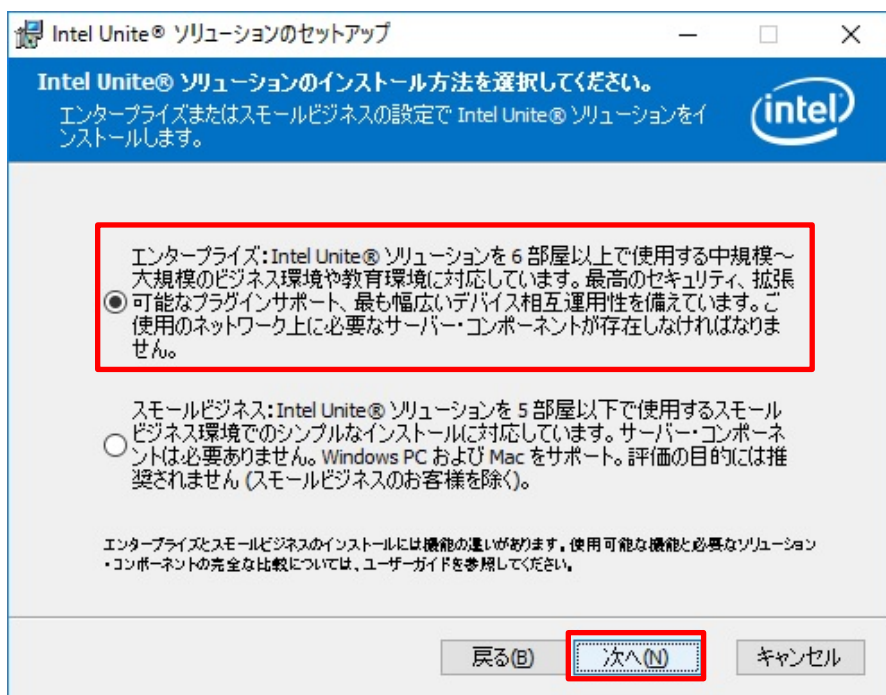 Intel Unite® ソリューションのセットアップ
Intel Unite® ソリューションのインストール方法を選択してください。
エンタープライズまたはスモールビジネスの設定で Intel Unite® ソリューションをイ
ンストールします。
intel
エンタープライズ：Intel Unite® ソリューションを 6 部屋以上で使用する中規模～
大規模のビジネス環境や教育環境に対応しています。最高のセキュリティ、拡張
可能なプラグインサポート、最も幅広いデバイス相互運用性を備えています。ご
使用のネットワーク上に必要なサーバー・コンポーネントが存在しなければなりま
せん。
スモールビジネス：Intel Unite® ソリューションを 5 部屋以下で使用するスモール
ビジネス環境でのシンプルなインストールに対応しています。サーバー・コンポーネ
ントは必要ありません。Windows PC および Mac をサポート。評価の目的には推
奨されません (スモールビジネスのお客様を除く)。
エンタープライズとスモールビジネスのインストールには機能の違いがあります。使用可能な機能と必要なソリューション
・コンポーネントの完全な比較については、ユーザーガイドを参照してください。
戻る(B)
次へ(N)
キャンセル